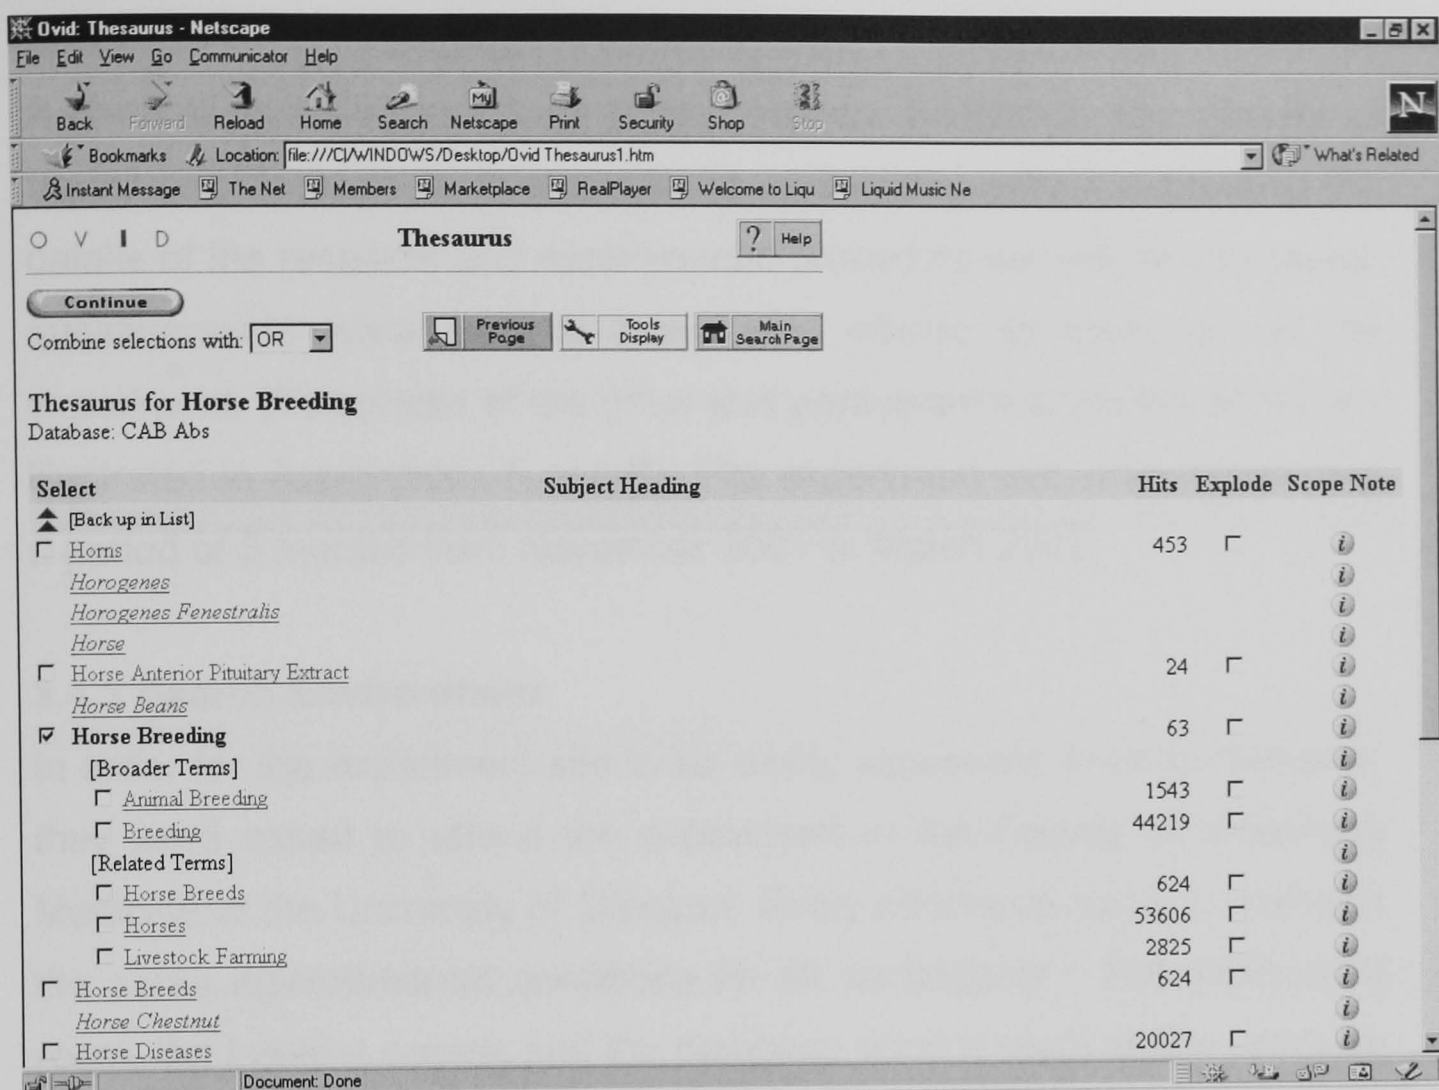 Ovid: Thesaurus - Netscape
File Edit View Go Communicator Help
Back Forward Reload Home Search Netscape Print Security Shop Stop
My
N
Bookmarks Location: file:///C|/WINDOWS/Desktop/Ovid Thesaurus1.htm What's Related
Instant Message The Net Members Marketplace RealPlayer Welcome to Liqu Liquid Music Ne
O V I D Thesaurus ? Help
Continue
Combine selections with: OR Previous Page Tools Display Main Search Page
Thesaurus for Horse Breeding
Database: CAB Abs
Select Subject Heading Hits Explode Scope Note
[Back up in List]
Horns 453 i
Horogenes i
Horogenes Fenestralis i
Horse i
Horse Anterior Pituitary Extract 24 i
Horse Beans i
Horse Breeding 63 i
[Broader Terms] i
Animal Breeding 1543 i
Breeding 44219 i
[Related Terms] i
Horse Breeds 624 i
Horses 53606 i
Livestock Farming 2825 i
Horse Breeds 624 i
Horse Chestnut i
Horse Diseases 20027 i
Document: Done